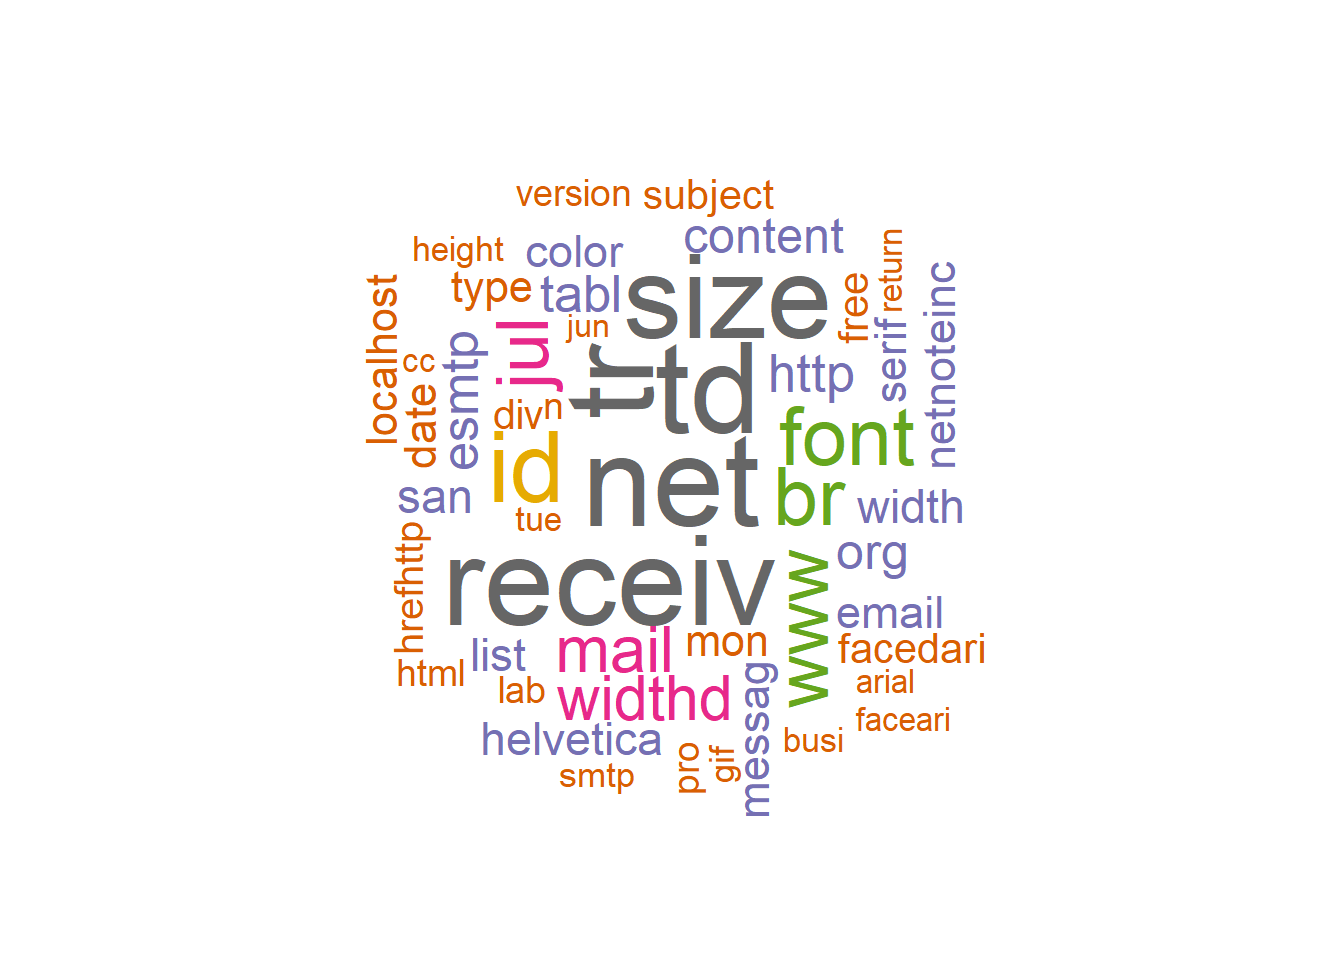 version
subject
content
height
color
size
type
tabl
free
return
netnoteinc
localhost
jun
jul
serif
cc
esmtp
tr
td
http
date
div
n
font
id
net
br
san
width
tue
receiv
www
org
hrefhttp
email
list
mail
mon
facedari
html
lab
widthd
messag
arial
faceari
helvetica
busi
smtp
pro
gif